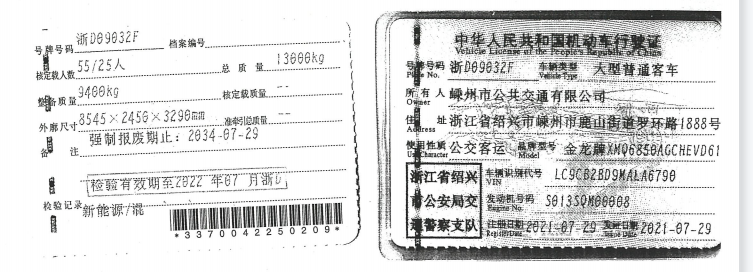 号牌号码 浙D09032F 档案编号
核定载人数 55/25人 总质量 13000kg
整备质量 9400kg 核定载质量 --
外廓尺寸 8545×2450×3290mm 准牵引总质量 --
备注 强制报废期止:2034-07-29
检验有效期至2022 年07 月浙D
检验记录 新能源/混
*3370042250209*
中华人民共和国机动车行驶证
Vehicle License of the People's Republic of China
号牌号码 浙D09032F 车辆类型 大型普通客车
Plate No. Vehicle Type
所有人 嵊州市公共交通有限公司
Owner
住址 浙江省绍兴市嵊州市鹿山街道罗环路1888号
Address
使用性质 公交客运 品牌型号 金龙牌XMQ6850AGCHEVD61
Use Character Model
浙江省绍兴 车辆识别代号 LC9CB2BD9MALA6790
VIN
市公安局交 发动机号码 S013SQM00008
Engine No.
通警察支队 注册日期 2021-07-29 发证日期 2021-07-29
Register Date Issue Date